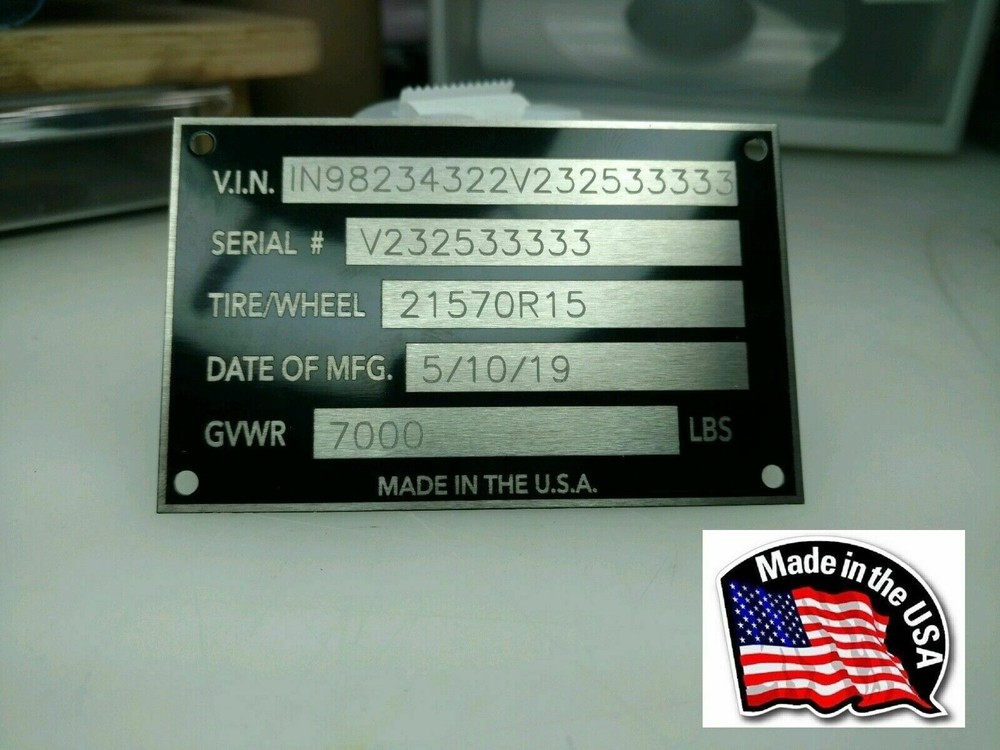 V.I.N. IN98234322V232533333
SERIAL # V232533333
TIRE/WHEEL 21570R15
DATE OF MFG. 5/10/19
GVWR 7000 LBS
MADE IN THE U.S.A.
Made in the USA